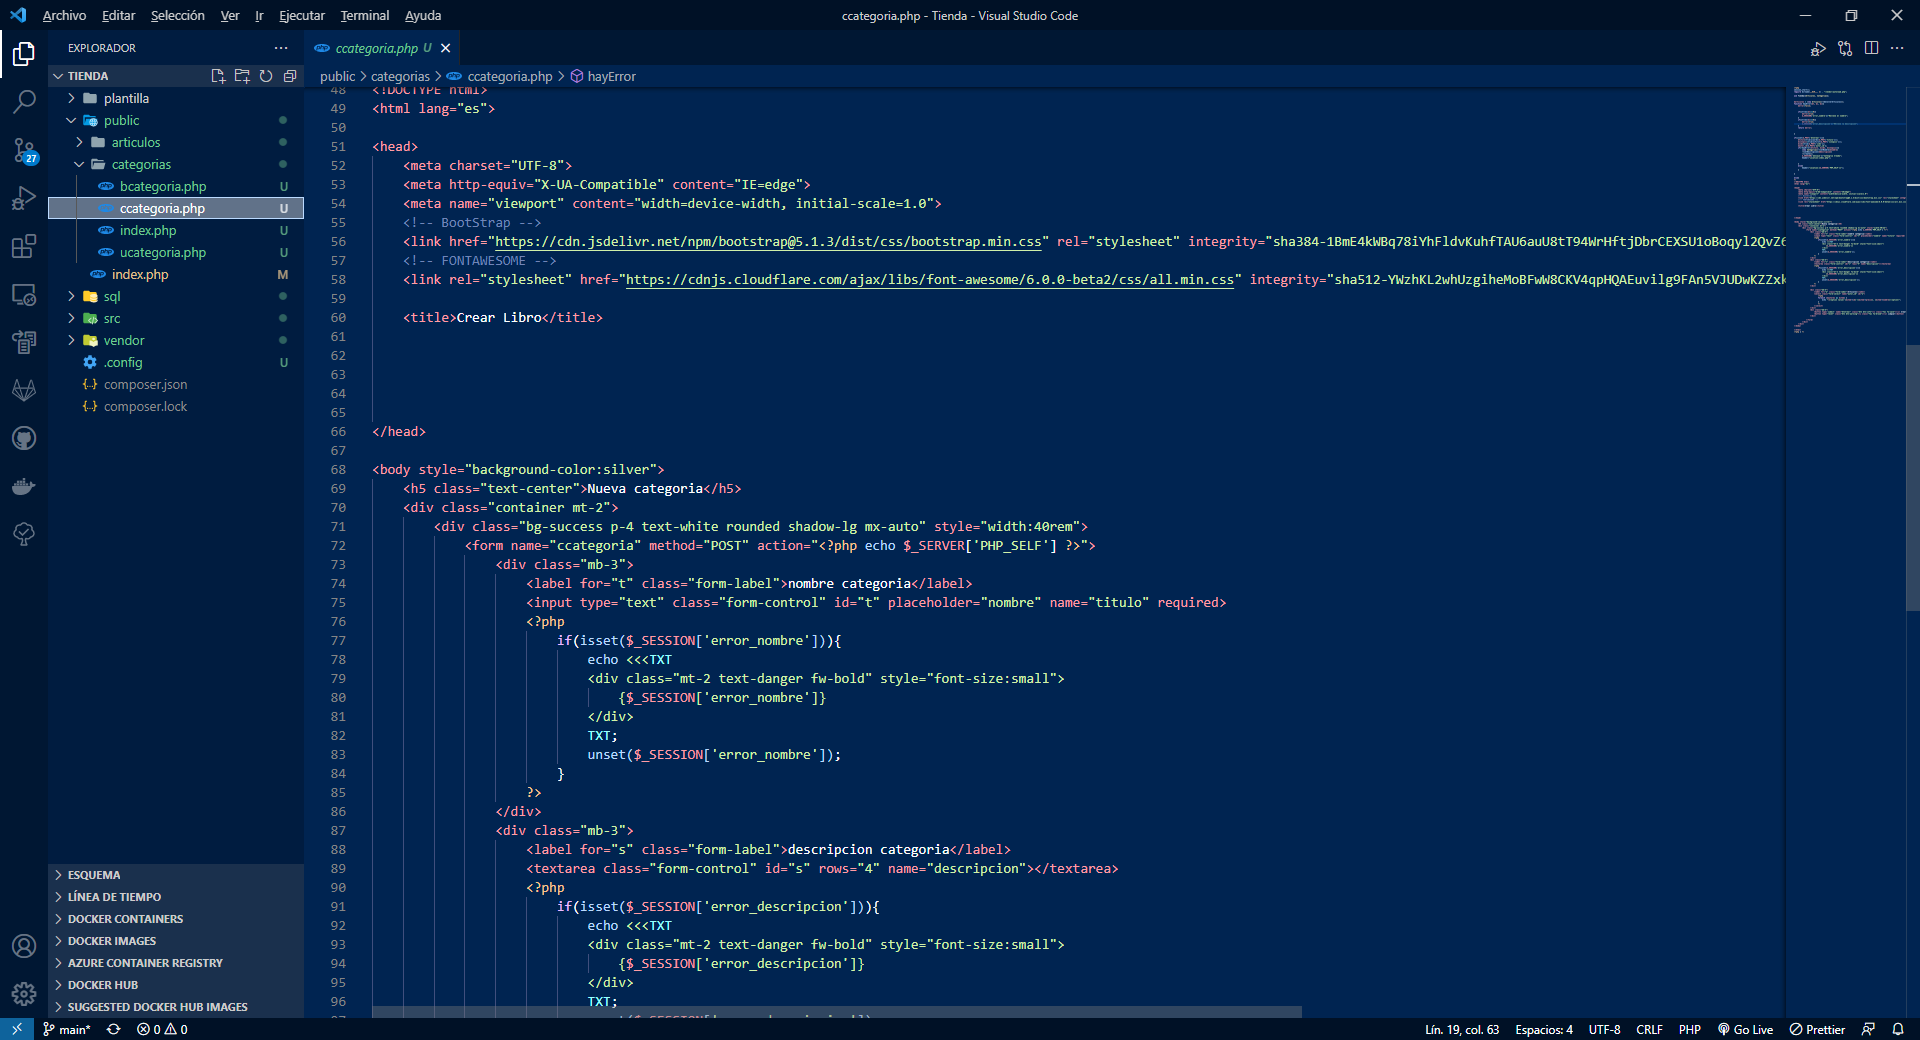 Archivo Editar Selección Ver Ir Ejecutar Terminal Ayuda
ccategoria.php - Tienda - Visual Studio Code
EXPLORADOR
TIENDA
plantilla
public
articulos
categorias
bcategoria.php U
ccategoria.php U
index.php U
ucategoria.php U
index.php M
sql
src
vendor
.config U
composer.json
composer.lock
27
ESQUEMA
LÍNEA DE TIEMPO
DOCKER CONTAINERS
DOCKER IMAGES
AZURE CONTAINER REGISTRY
DOCKER HUB
SUGGESTED DOCKER HUB IMAGES
ccategoria.php U
public > categorias > ccategoria.php > hayError
48 <!DOCTYPE html>
49 <html lang="es">
50
51 <head>
52 <meta charset="UTF-8">
53 <meta http-equiv="X-UA-Compatible" content="IE=edge">
54 <meta name="viewport" content="width=device-width, initial-scale=1.0">
55 <!-- BootStrap -->
56 <link href="https://cdn.jsdelivr.net/npm/bootstrap@5.1.3/dist/css/bootstrap.min.css" rel="stylesheet" integrity="sha384-1BmE4kWBq78iYhFldvKuhfTAU6auU8tT94WrHftjDbrCEXSU1oBoqyl2QvZ6
57 <!-- FONTAWESOME -->
58 <link rel="stylesheet" href="https://cdnjs.cloudflare.com/ajax/libs/font-awesome/6.0.0-beta2/css/all.min.css" integrity="sha512-YWzhKL2whUzgiheMoBFwW8CKV4qpHQAEuvilg9FAn5VJUDwKZZxk
59
60 <title>Crear Libro</title>
61
62
63
64
65
66 </head>
67
68 <body style="background-color:silver">
69 <h5 class="text-center">Nueva categoria</h5>
70 <div class="container mt-2">
71 <div class="bg-success p-4 text-white rounded shadow-lg mx-auto" style="width:40rem">
72 <form name="ccategoria" method="POST" action="<?php echo $_SERVER['PHP_SELF'] ?>">
73 <div class="mb-3">
74 <label for="t" class="form-label">nombre categoria</label>
75 <input type="text" class="form-control" id="t" placeholder="nombre" name="titulo" required>
76 <?php
77 if(isset($_SESSION['error_nombre'])){
78 echo <<<TXT
79 <div class="mt-2 text-danger fw-bold" style="font-size:small">
80 {$_SESSION['error_nombre']}
81 </div>
82 TXT;
83 unset($_SESSION['error_nombre']);
84 }
85 ?>
86 </div>
87 <div class="mb-3">
88 <label for="s" class="form-label">descripcion categoria</label>
89 <textarea class="form-control" id="s" rows="4" name="descripcion"></textarea>
90 <?php
91 if(isset($_SESSION['error_descripcion'])){
92 echo <<<TXT
93 <div class="mt-2 text-danger fw-bold" style="font-size:small">
94 {$_SESSION['error_descripcion']}
95 </div>
96 TXT;
main* 0 0
Lín. 19, col. 63 Espacios: 4 UTF-8 CRLF PHP Go Live Prettier